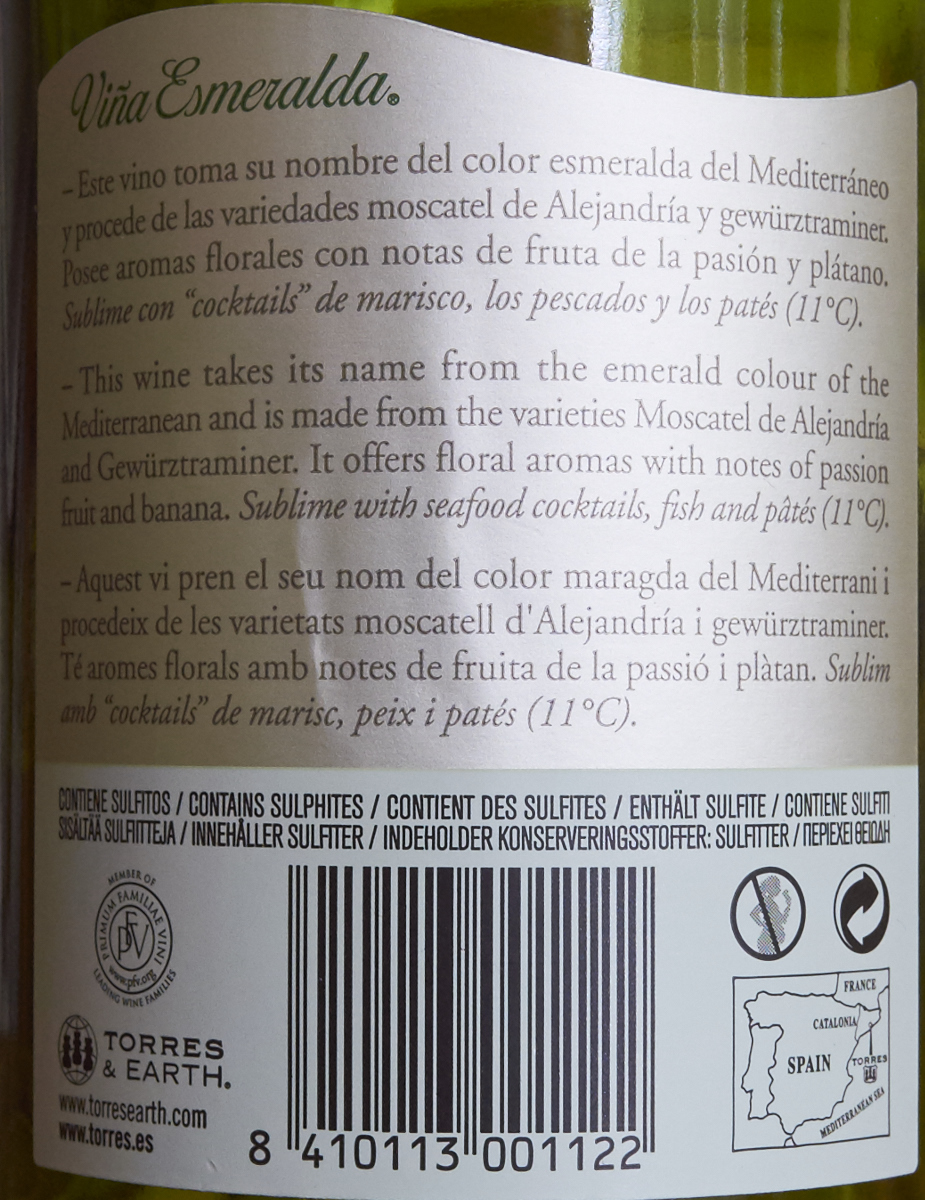 Viña Esmeralda®
– Este vino toma su nombre del color esmeralda del Mediterráneo
y procede de las variedades moscatel de Alejandría y gewürztraminer.
Posee aromas florales con notas de fruta de la pasión y plátano.
Sublime con “cocktails” de marisco, los pescados y los patés (11°C).
– This wine takes its name from the emerald colour of the
Mediterranean and is made from the varieties Moscatel de Alejandría
and Gewürztraminer. It offers floral aromas with notes of passion
fruit and banana. Sublime with seafood cocktails, fish and pâtés (11°C).
– Aquest vi pren el seu nom del color maragda del Mediterrani i
procedeix de les varietats moscatell d'Alejandría i gewürztraminer.
Té aromes florals amb notes de fruita de la passió i plàtan. Sublim
amb “cocktails” de marisc, peix i patés (11°C).
CONTIENE SULFITOS / CONTAINS SULPHITES / CONTIENT DES SULFITES / ENTHÄLT SULFITE / CONTIENE SULFITI
SISÄLTÄÄ SULFIITTEJA / INNEHÅLLER SULFITER / INDEHOLDER KONSERVERINGSSTOFFER: SULFITTER / ΠΕΡΙΕΧΕΙ ΘΕΙΩΔΗ
MEMBER OF
PRIMUM FAMILIAE VINI
PFV
www.pfv.org
LEADING WINE FAMILIES
TORRES
& EARTH.
www.torresearth.com
www.torres.es
8 410113 001122
FRANCE
CATALONIA
SPAIN
TORRES
MEDITERRANEAN SEA